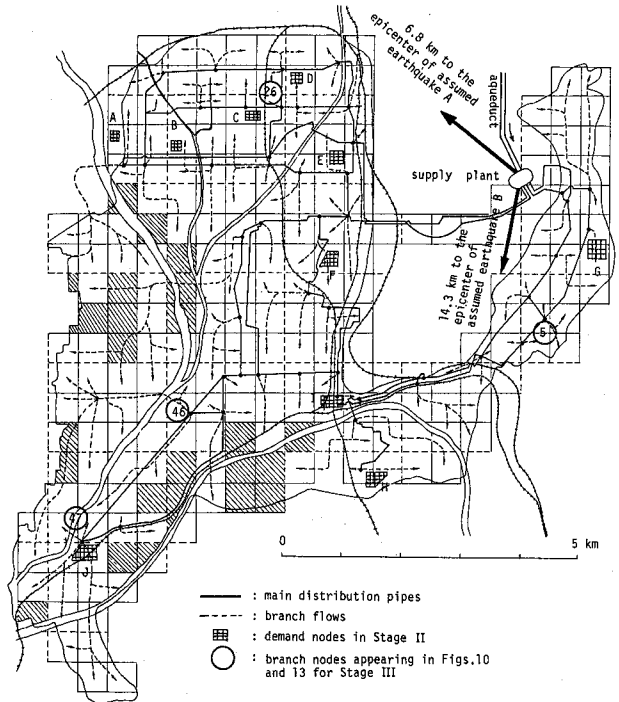 6.8 km to the
epicenter of assumed
earthquake A
aqueduct
D
26
A
B
C
E
supply plant
14.3 km to the
epicenter of
assumed earthquake B
F
G
5
I
46
H
47
J
0
5 km
: main distribution pipes
: branch flows
: demand nodes in Stage II
: branch nodes appearing in Figs.10
and 13 for Stage III